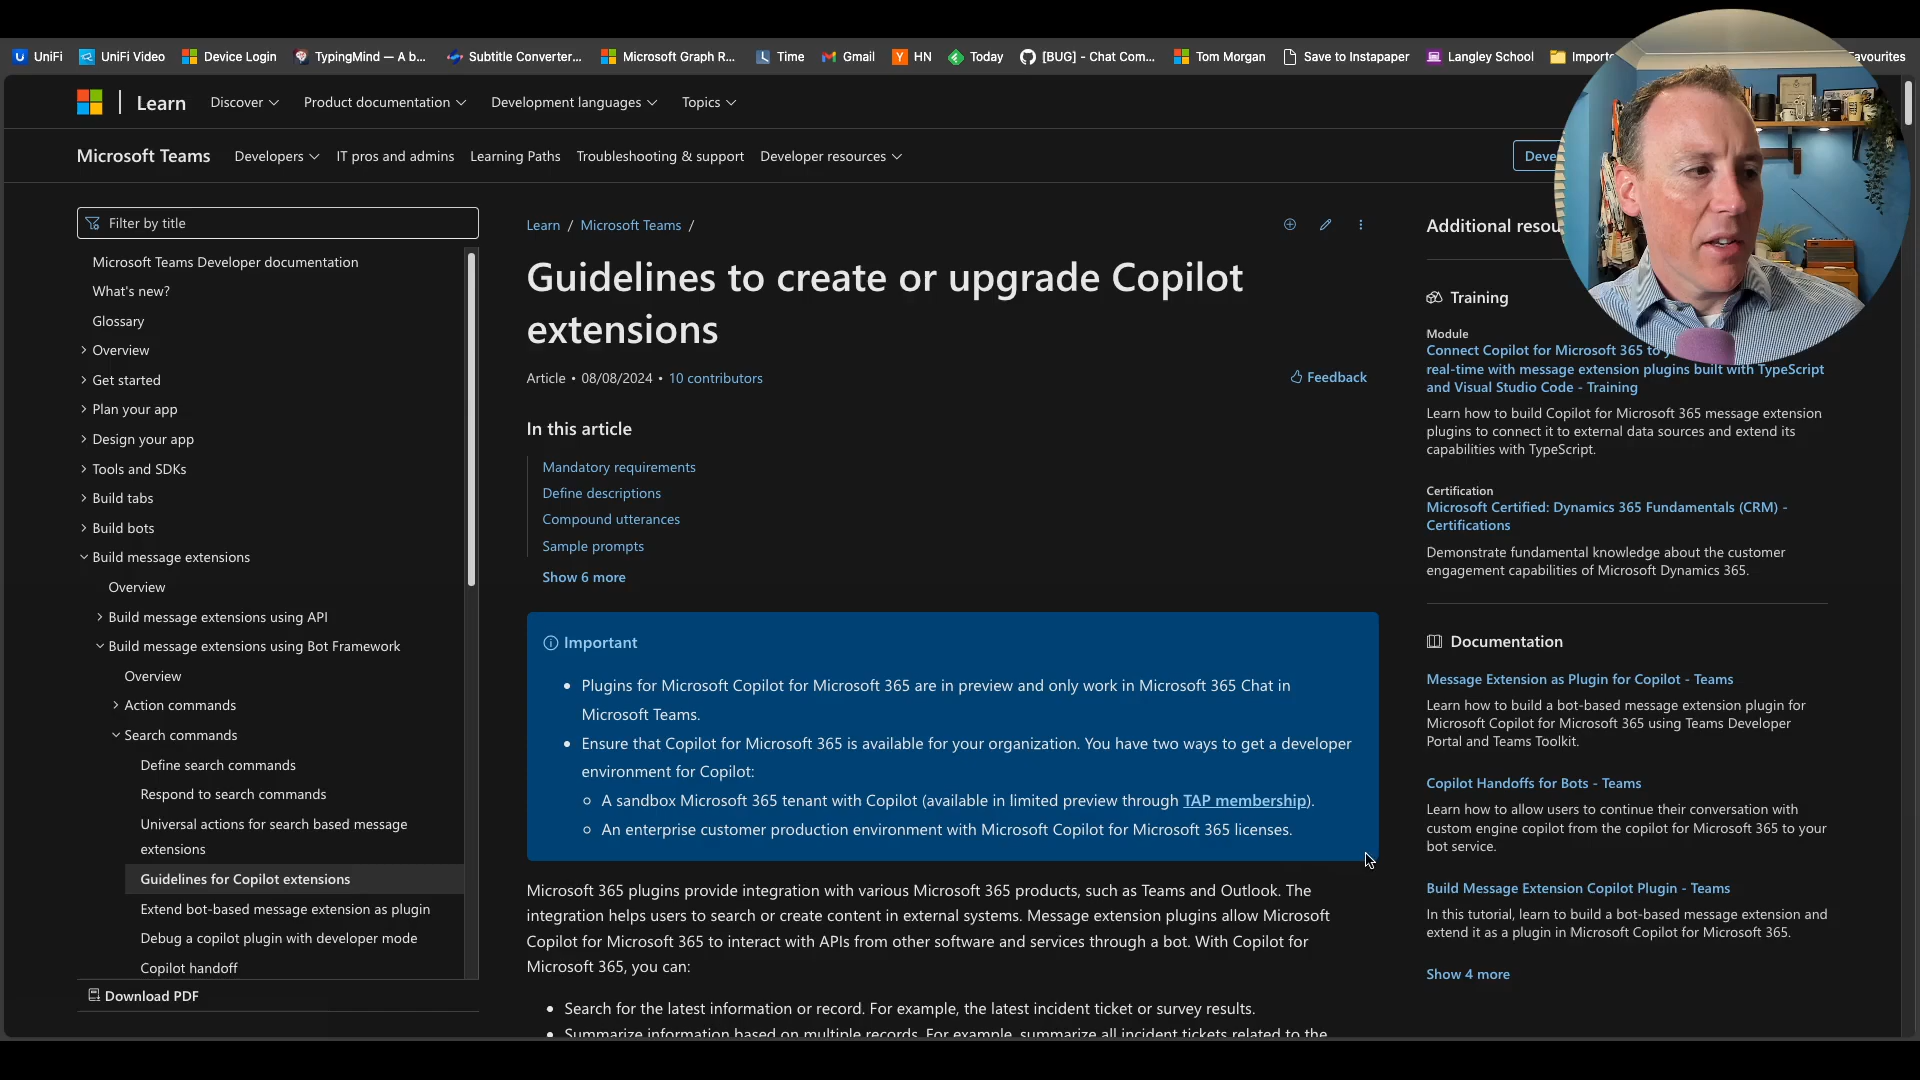 UniFi
UniFi Video
Device Login
TypingMind — A b...
Subtitle Converter...
Microsoft Graph R...
Time
Gmail
HN
Today
[BUG] - Chat Com...
Tom Morgan
Save to Instapaper
Langley School
Learn
Discover
Product documentation
Development languages
Topics
Microsoft Teams
Developers
IT pros and admins
Learning Paths
Troubleshooting & support
Developer resources
Filter by title
Microsoft Teams Developer documentation
What's new?
Glossary
Overview
Get started
Plan your app
Design your app
Tools and SDKs
Build tabs
Build bots
Build message extensions
Overview
Build message extensions using API
Build message extensions using Bot Framework
Overview
Action commands
Search commands
Define search commands
Respond to search commands
Universal actions for search based message
extensions
Guidelines for Copilot extensions
Extend bot-based message extension as plugin
Debug a copilot plugin with developer mode
Copilot handoff
Download PDF
Learn / Microsoft Teams /
Guidelines to create or upgrade Copilot
extensions
Article • 08/08/2024 • 10 contributors
Feedback
In this article
Mandatory requirements
Define descriptions
Compound utterances
Sample prompts
Show 6 more
Important
• Plugins for Microsoft Copilot for Microsoft 365 are in preview and only work in Microsoft 365 Chat in
Microsoft Teams.
• Ensure that Copilot for Microsoft 365 is available for your organization. You have two ways to get a developer
environment for Copilot:
○ A sandbox Microsoft 365 tenant with Copilot (available in limited preview through TAP membership).
○ An enterprise customer production environment with Microsoft Copilot for Microsoft 365 licenses.
Microsoft 365 plugins provide integration with various Microsoft 365 products, such as Teams and Outlook. The
integration helps users to search or create content in external systems. Message extension plugins allow Microsoft
Copilot for Microsoft 365 to interact with APIs from other software and services through a bot. With Copilot for
Microsoft 365, you can:
• Search for the latest information or record. For example, the latest incident ticket or survey results.
• Summarize information based on multiple records. For example, summarize all incident tickets related to the
Additional
Training
Module
Connect Copilot for Microsoft 365 to
real-time with message extension plugins built with TypeScript
and Visual Studio Code - Training
Learn how to build Copilot for Microsoft 365 message extension
plugins to connect it to external data sources and extend its
capabilities with TypeScript.
Certification
Microsoft Certified: Dynamics 365 Fundamentals (CRM) -
Certifications
Demonstrate fundamental knowledge about the customer
engagement capabilities of Microsoft Dynamics 365.
Documentation
Message Extension as Plugin for Copilot - Teams
Learn how to build a bot-based message extension plugin for
Microsoft Copilot for Microsoft 365 using Teams Developer
Portal and Teams Toolkit.
Copilot Handoffs for Bots - Teams
Learn how to allow users to continue their conversation with
custom engine copilot from the copilot for Microsoft 365 to your
bot service.
Build Message Extension Copilot Plugin - Teams
In this tutorial, learn to build a bot-based message extension and
extend it as a plugin in Microsoft Copilot for Microsoft 365.
Show 4 more